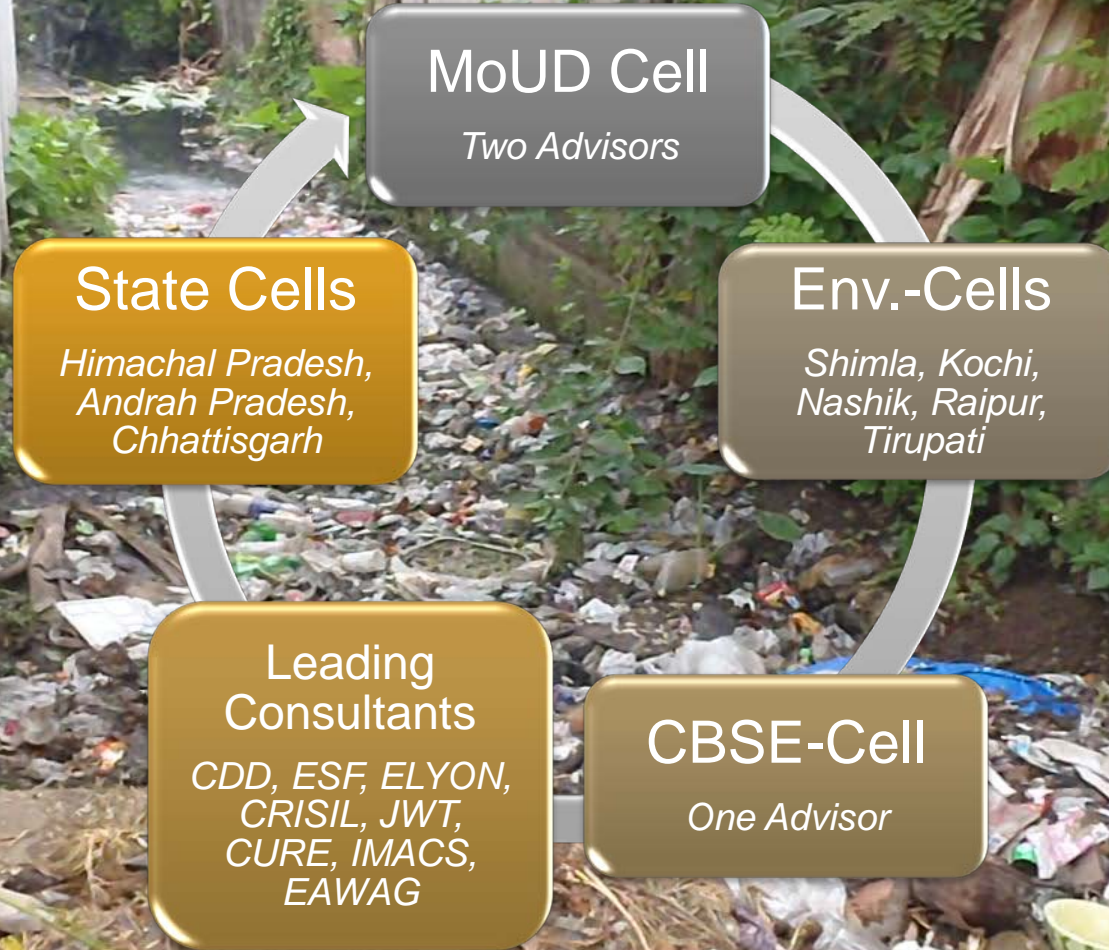 MoUD Cell
Two Advisors
Env.-Cells
Shimla, Kochi,
Nashik, Raipur,
Tirupati
CBSE-Cell
One Advisor
Leading
Consultants
CDD, ESF, ELYON,
CRISIL, JWT,
CURE, IMACS,
EAWAG
State Cells
Himachal Pradesh,
Andrah Pradesh,
Chhattisgarh